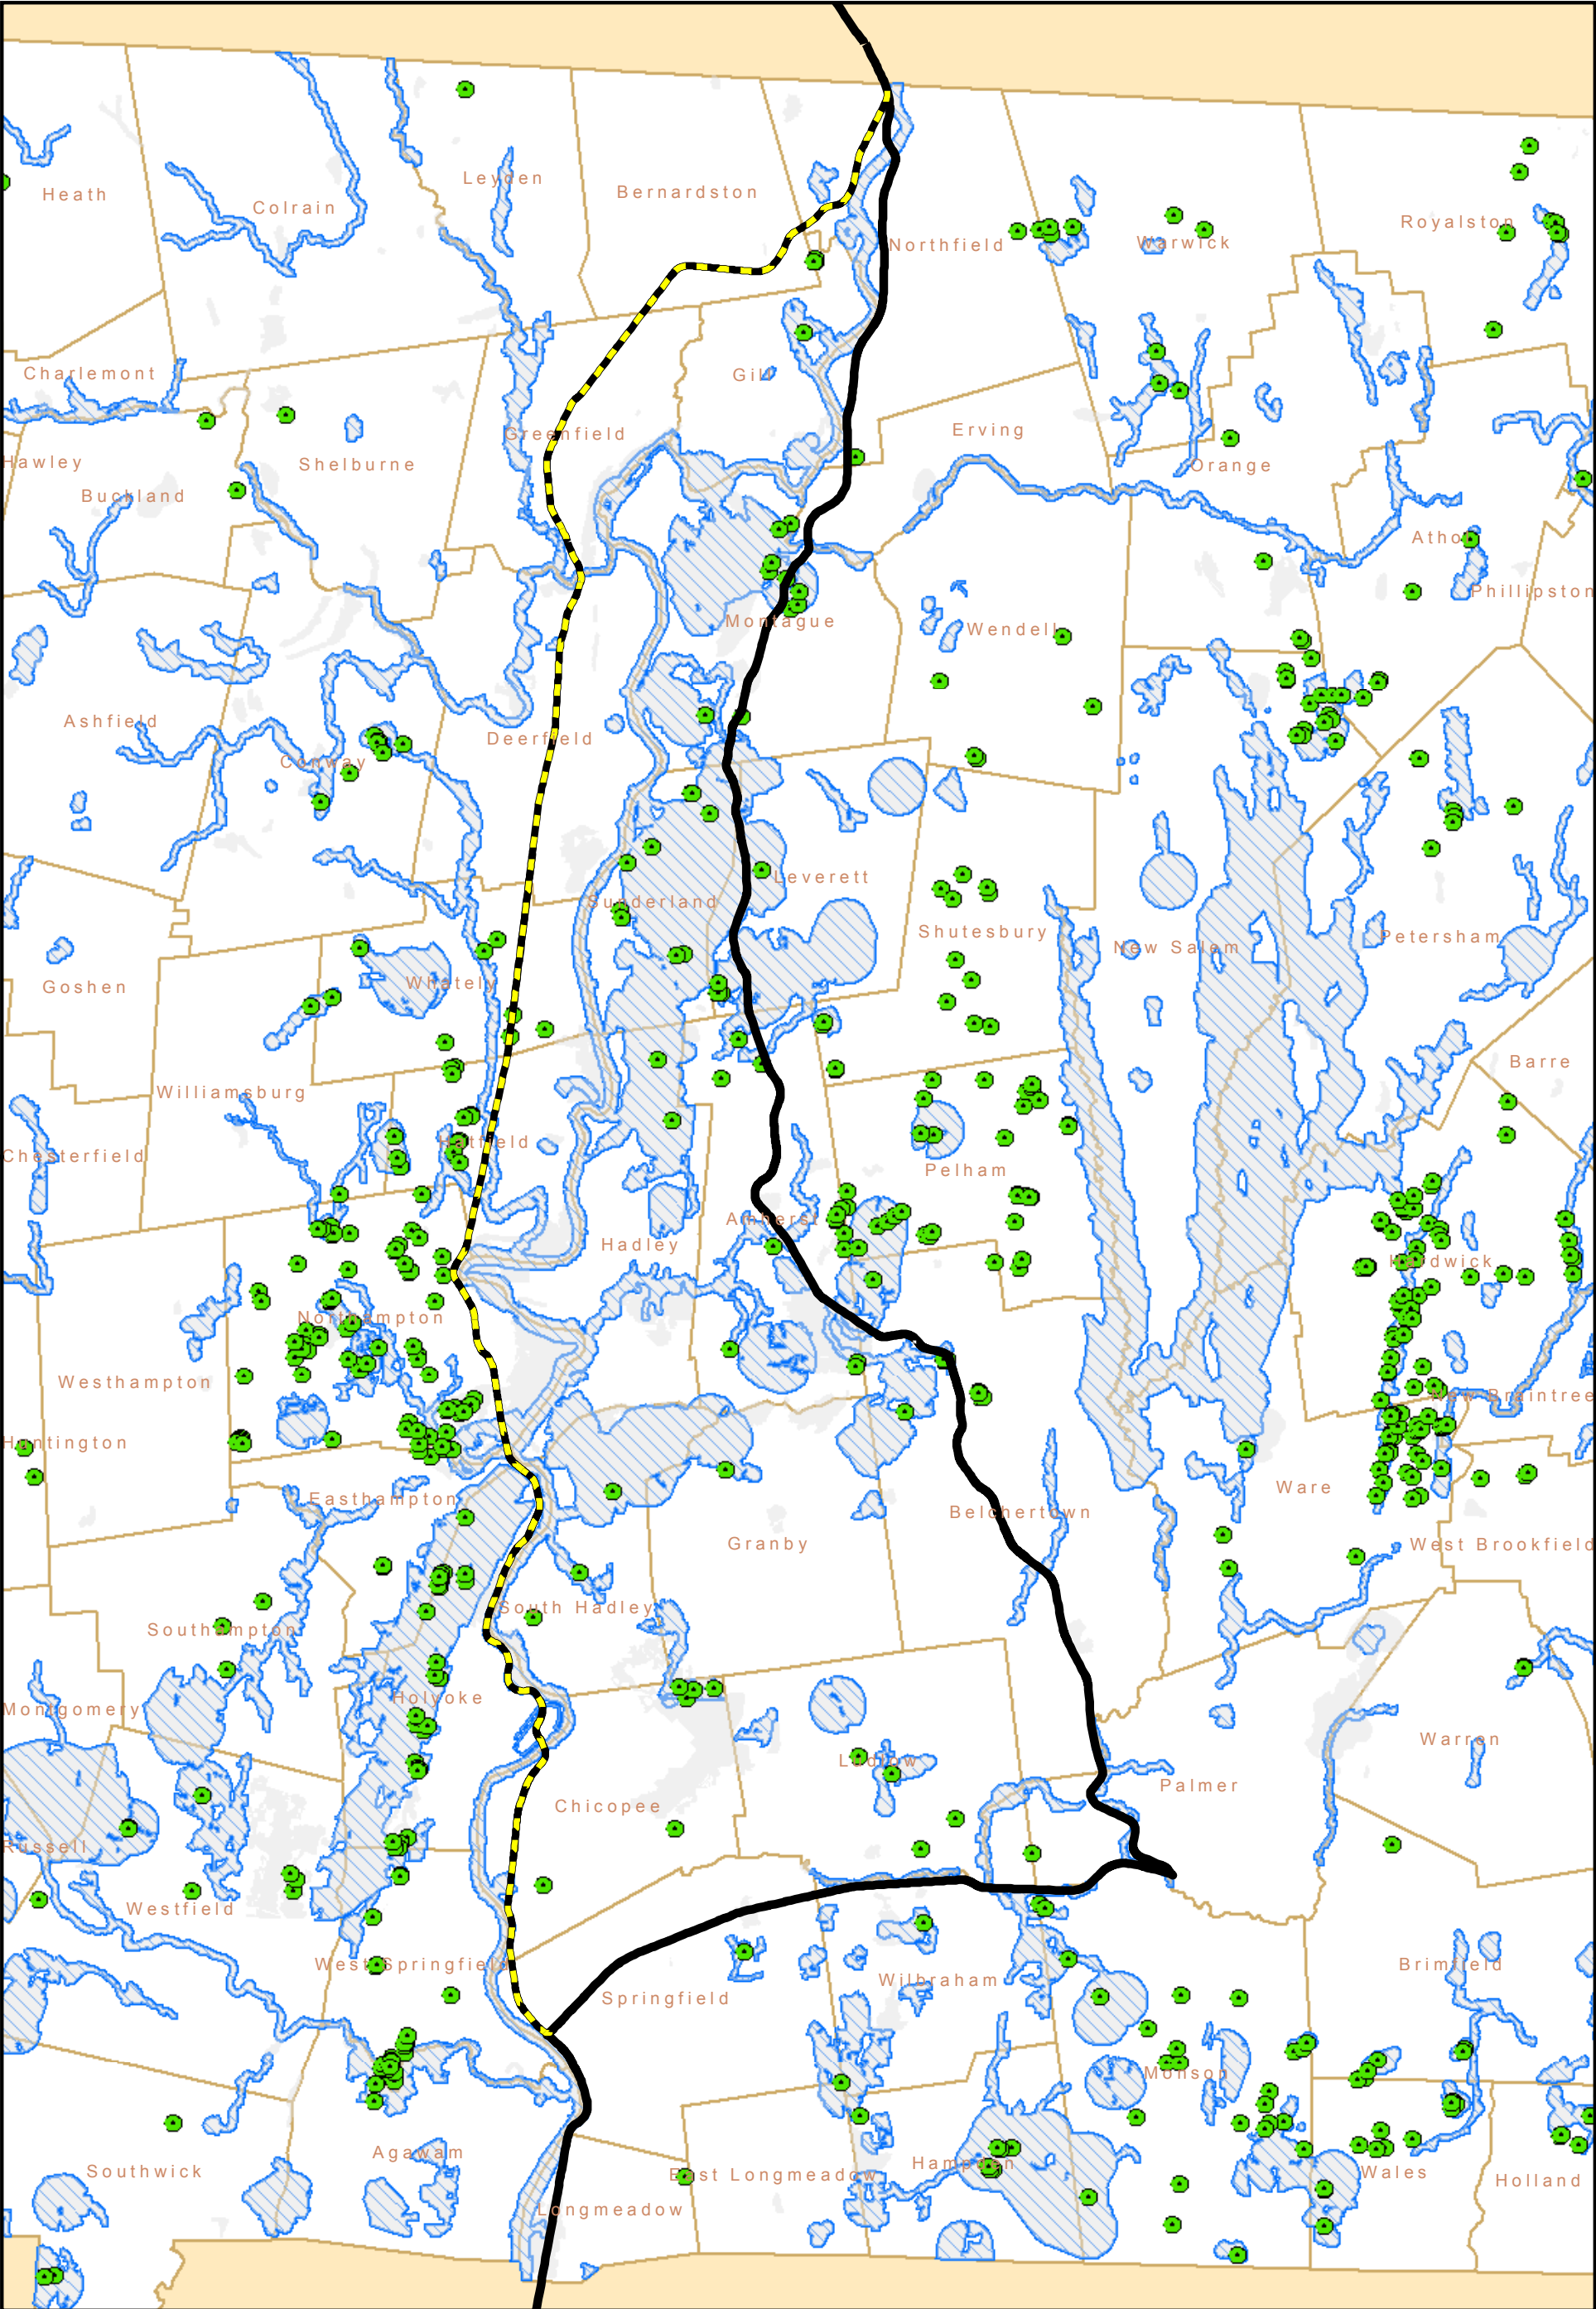 Leyden
Heath
Bernardston
Colrain
Royalston
Northfield
Warwick
Charlemont
Gill
Erving
Greenfield
Hawley
Shelburne
Orange
Buckland
Athol
Phillipston
Montague
Wendell
Ashfield
Deerfield
Conway
Leverett
Sunderland
Shutesbury
Petersham
New Salem
Whately
Goshen
Barre
Williamsburg
Hatfield
Chesterfield
Pelham
Amherst
Hadley
Hardwick
Northampton
Westhampton
New Braintree
Huntington
Ware
Easthampton
Belchertown
Granby
West Brookfield
South Hadley
Southampton
Holyoke
Montgomery
Warren
Ludlow
Palmer
Chicopee
Russell
Westfield
West Springfield
Brimfield
Wilbraham
Springfield
Monson
Agawam
Hampden
Southwick
East Longmeadow
Wales
Holland
Longmeadow